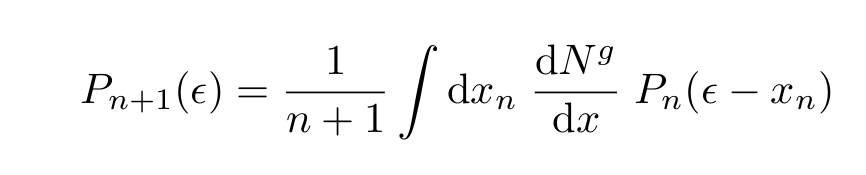 P_{n+1}(\epsilon) = \frac{1}{n+1} \int \mathrm{d}x_n \frac{\mathrm{d}N^g}{\mathrm{d}x} P_n(\epsilon - x_n)